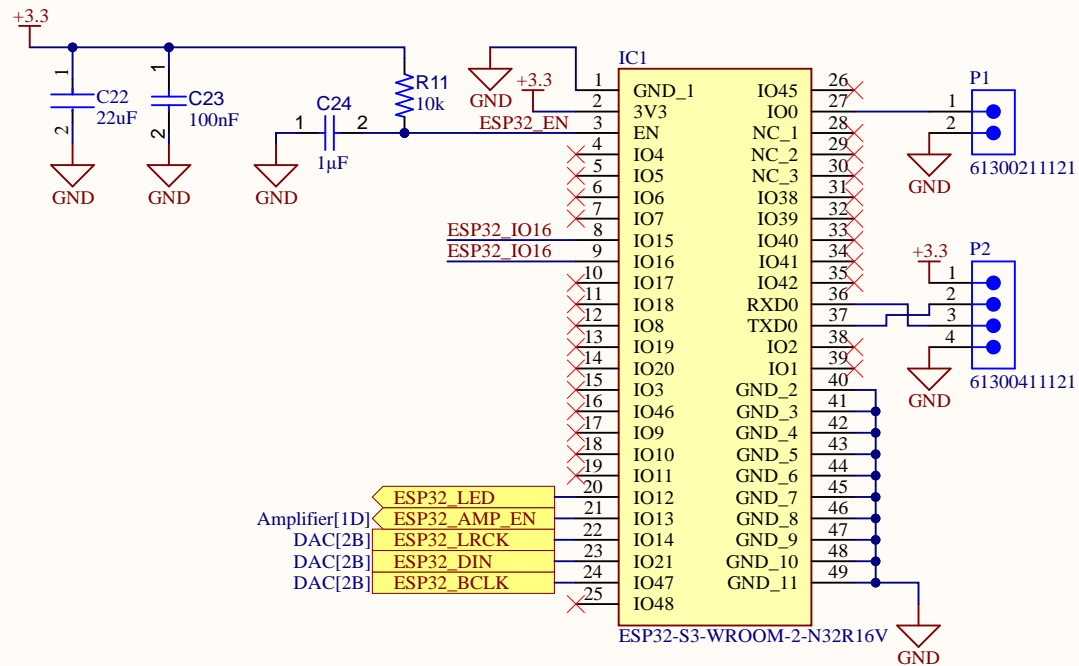 +3.3
1
C22
22uF
2
GND
1
C23
100nF
2
GND
R11
10k
C24
1 2
1µF
GND
ESP32_EN
GND
+3.3
IC1
1 GND_1
2 3V3
3 EN
4 IO4
5 IO5
6 IO6
7 IO7
ESP32_IO16 8 IO15
ESP32_IO16 9 IO16
10 IO17
11 IO18
12 IO8
13 IO19
14 IO20
15 IO3
16 IO46
17 IO9
18 IO10
19 IO11
ESP32_LED 20 IO12
Amplifier[1D] ESP32_AMP_EN 21 IO13
DAC[2B] ESP32_LRCK 22 IO14
DAC[2B] ESP32_DIN 23 IO21
DAC[2B] ESP32_BCLK 24 IO47
25 IO48
IO45 26
IO0 27
NC_1 28
NC_2 29
NC_3 30
IO38 31
IO39 32
IO40 33
IO41 34
IO42 35
RXD0 36
TXD0 37
IO2 38
IO1 39
GND_2 40
GND_3 41
GND_4 42
GND_5 43
GND_6 44
GND_7 45
GND_8 46
GND_9 47
GND_10 48
GND_11 49
ESP32-S3-WROOM-2-N32R16V
GND
P1
1
2
GND
61300211121
P2
+3.3
1
2
3
4
GND
61300411121